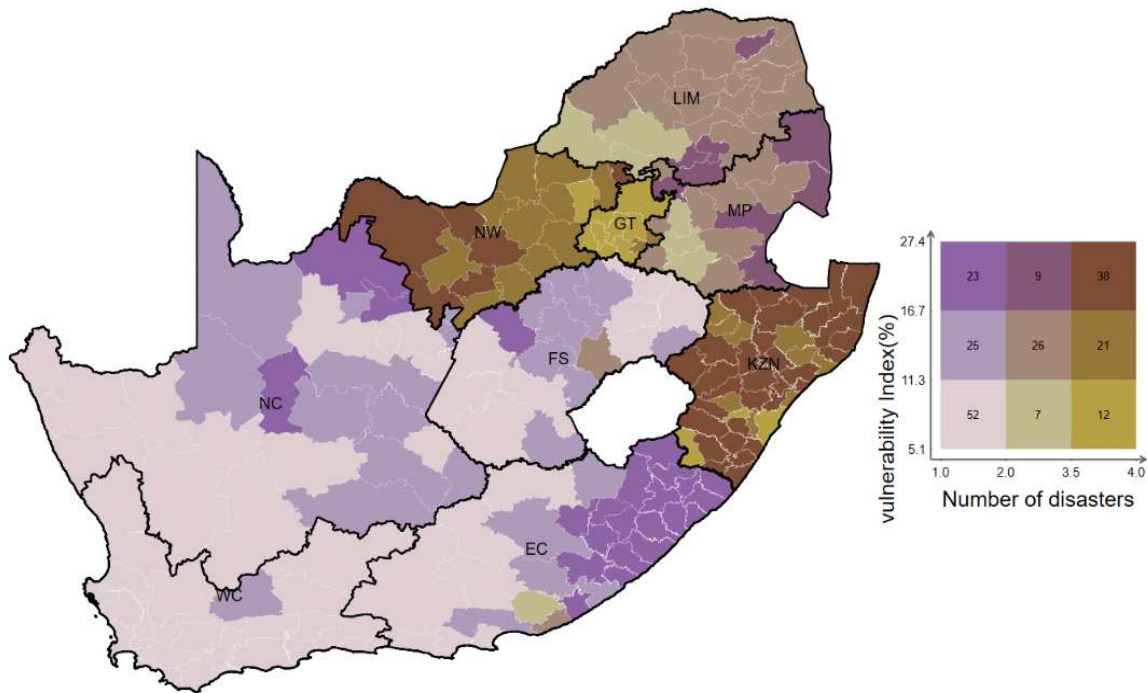 LIM
MP
GT
NW
KZN
FS
NC
EC
WC
vulnerability Index(%)
27.4
16.7
11.3
5.1
23 9 38
25 26 21
52 7 12
1.0 2.0 3.5 4.0
Number of disasters